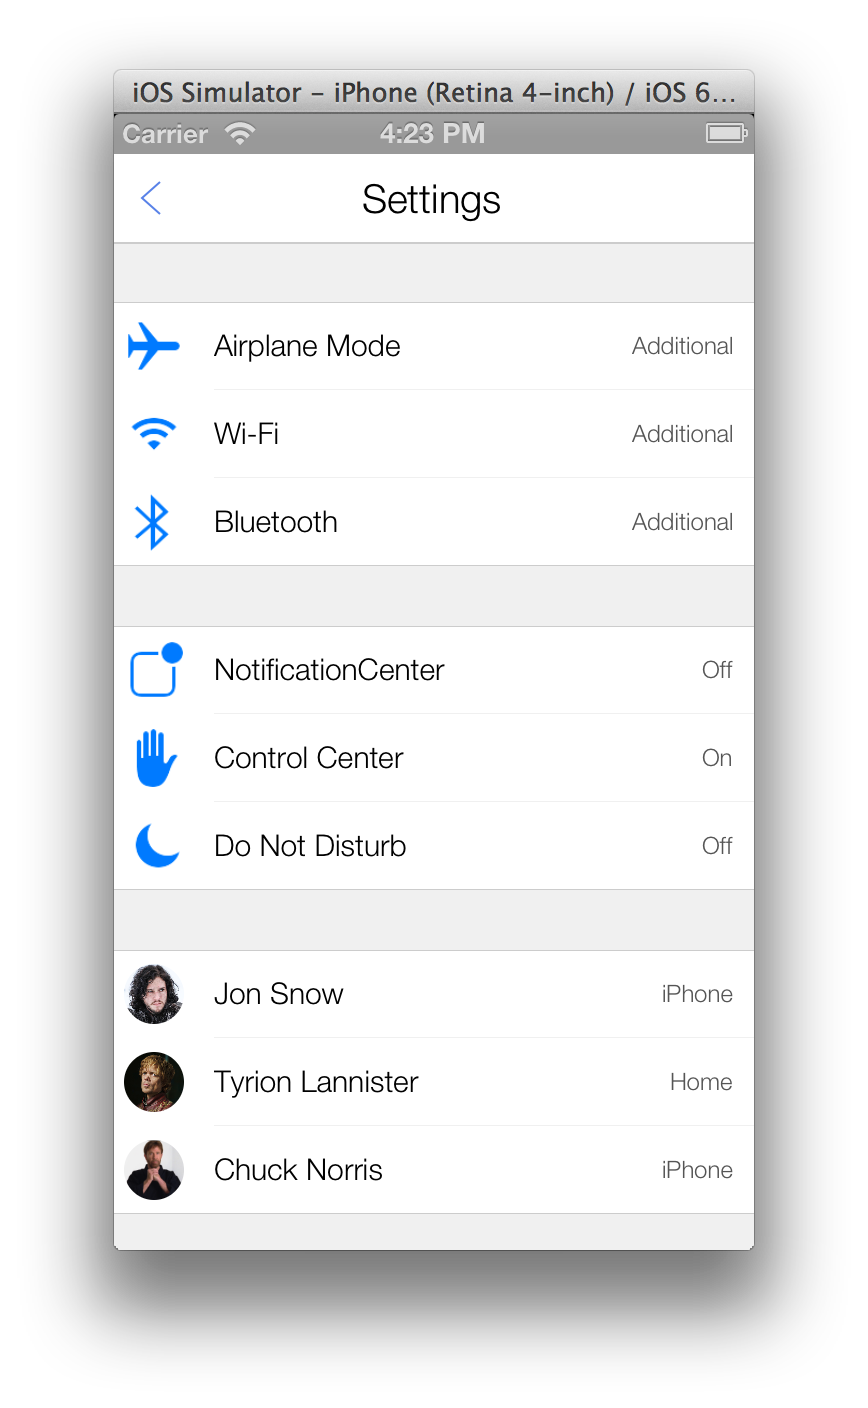 iOS Simulator – iPhone (Retina 4-inch) / iOS 6...
Carrier 4:23 PM
Settings
Airplane Mode Additional
Wi-Fi Additional
Bluetooth Additional
NotificationCenter Off
Control Center On
Do Not Disturb Off
Jon Snow iPhone
Tyrion Lannister Home
Chuck Norris iPhone